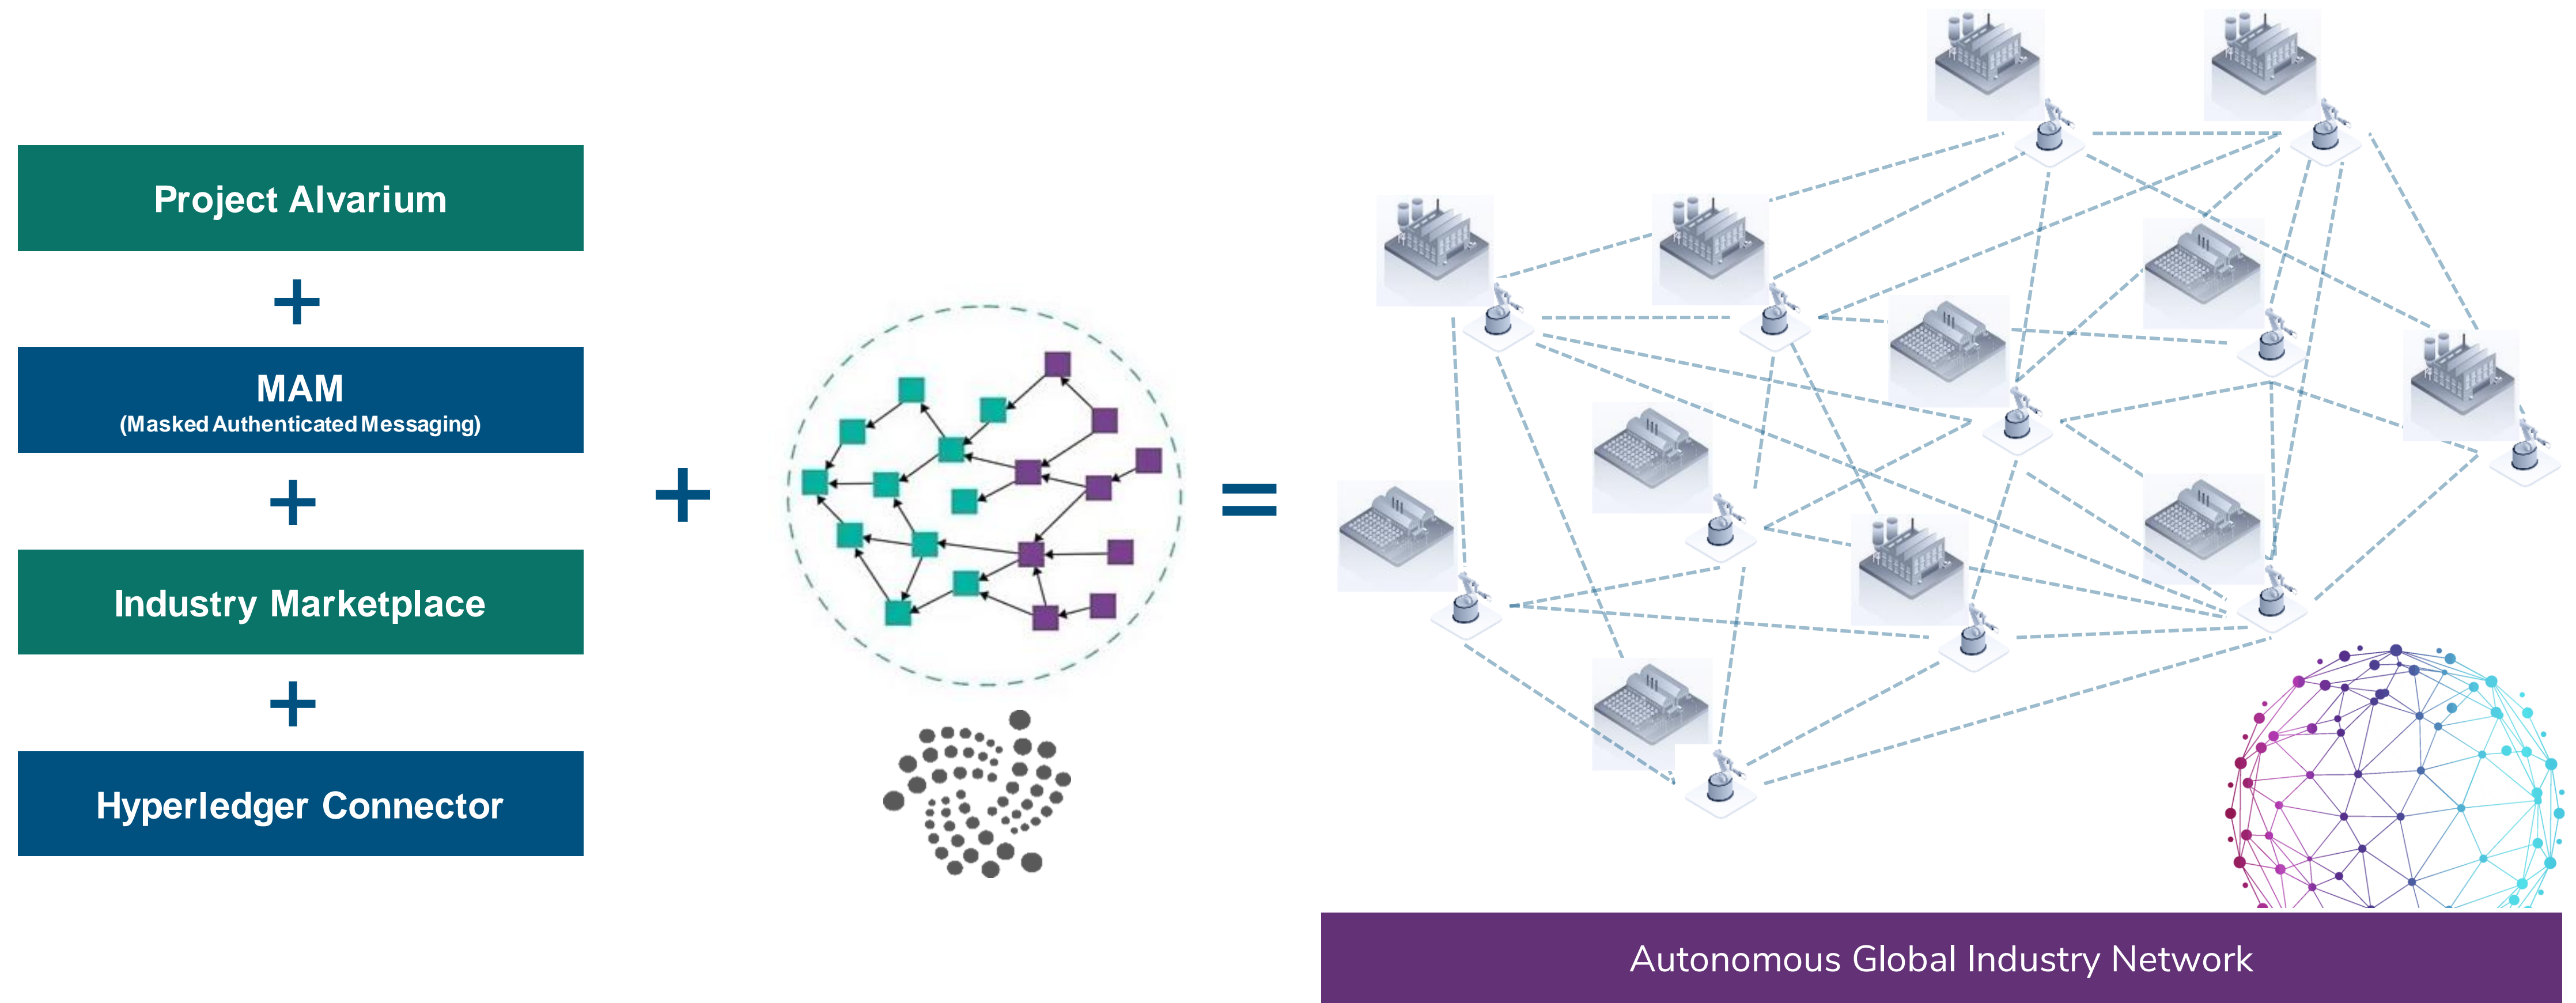 Project Alvarium
+
MAM
(Masked Authenticated Messaging)
+
Industry Marketplace
+
Hyperledger Connector
+
=
Autonomous Global Industry Network